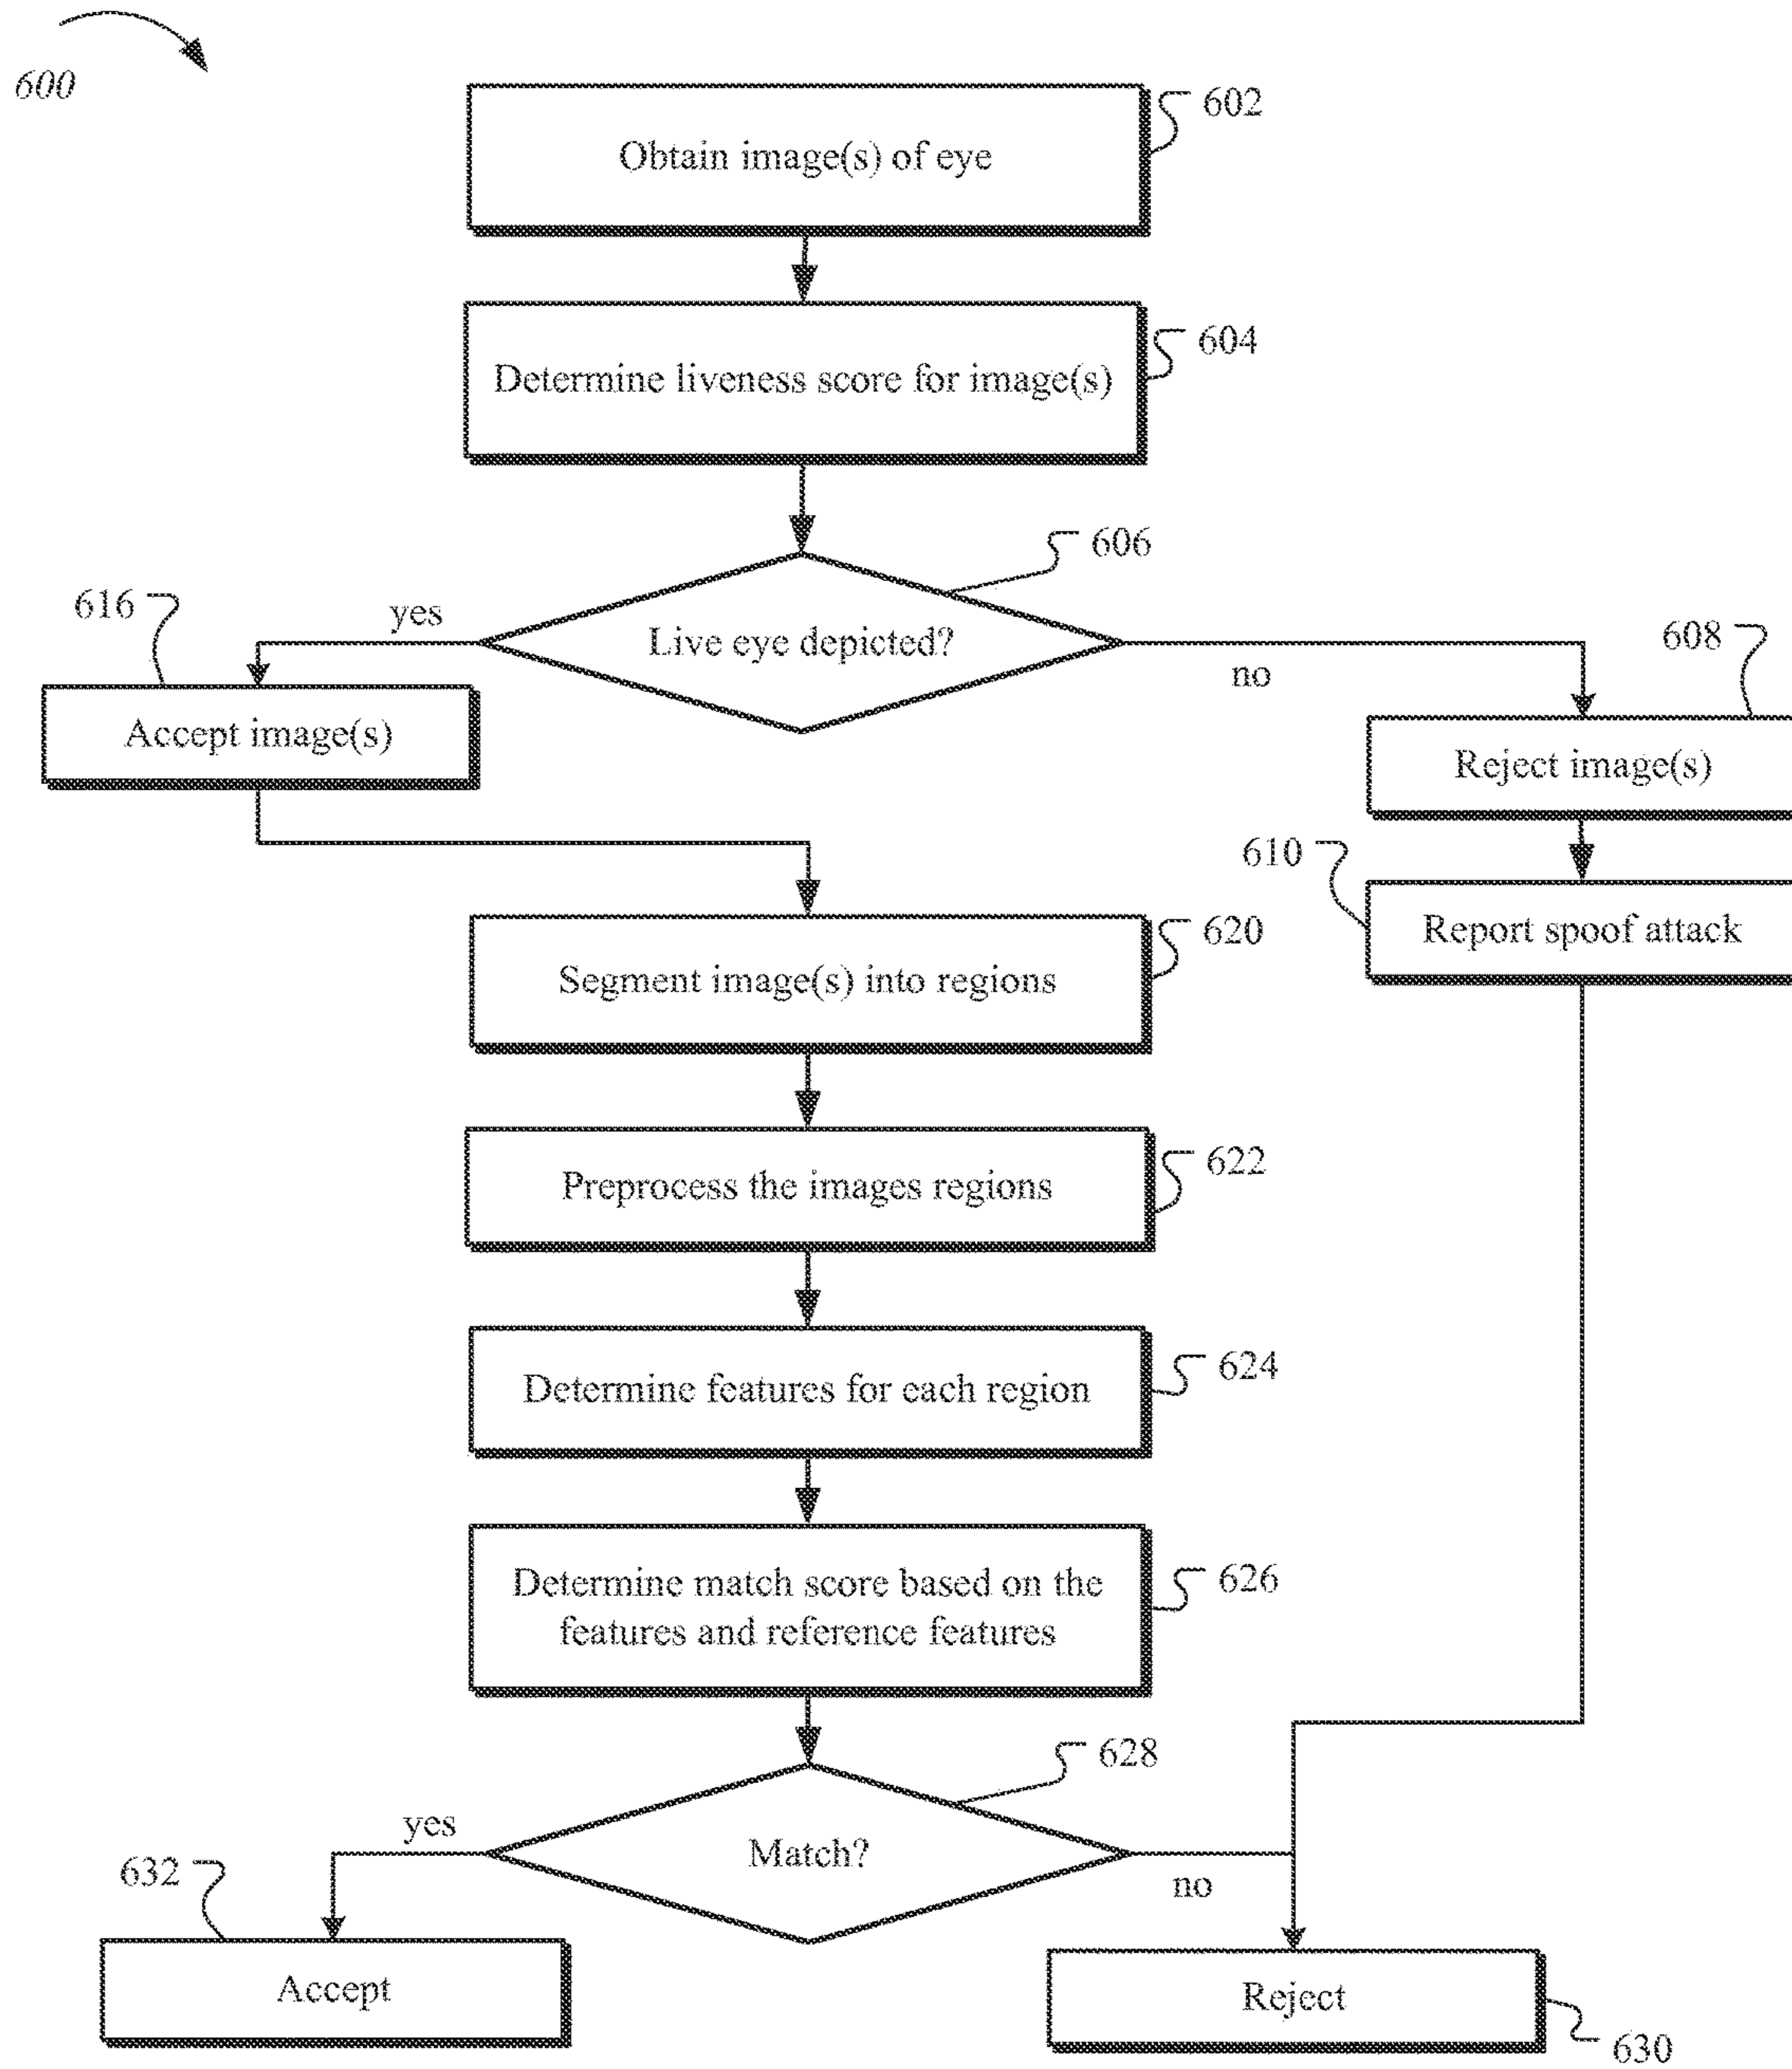 600
602
Obtain image(s) of eye
604
Determine liveness score for image(s)
606
616
yes
Live eye depicted?
no
608
Accept image(s)
Reject image(s)
610
Report spoof attack
620
Segment image(s) into regions
622
Preprocess the images regions
624
Determine features for each region
626
Determine match score based on the
features and reference features
628
yes
Match?
no
632
Accept
Reject
630